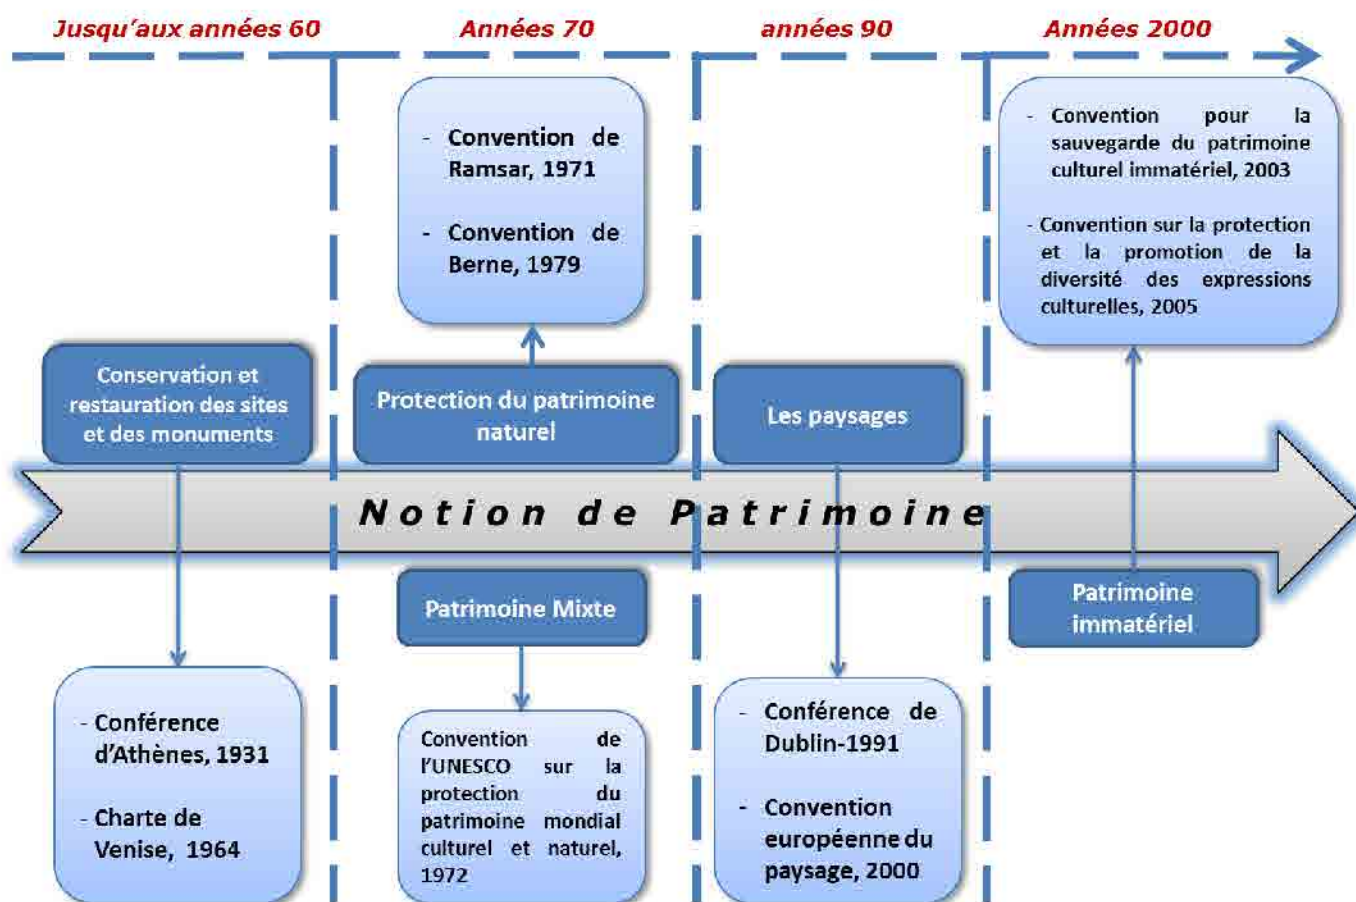 Jusqu'aux années 60
Années 70
années 90
Années 2000
- Convention de
Ramsar, 1971
- Convention de
Berne, 1979
- Convention pour la
sauvegarde du patrimoine
culturel immatériel, 2003
- Convention sur la protection
et la promotion de la
diversité des expressions
culturelles, 2005
Conservation et
restauration des sites
et des monuments
Protection du patrimoine
naturel
Les paysages
Notion de Patrimoine
Patrimoine Mixte
Patrimoine
immatériel
- Conférence
d'Athènes, 1931
- Charte de
Venise, 1964
Convention de
l'UNESCO sur la
protection du
patrimoine mondial
culturel et naturel,
1972
- Conférence de
Dublin-1991
- Convention
européenne du
paysage, 2000